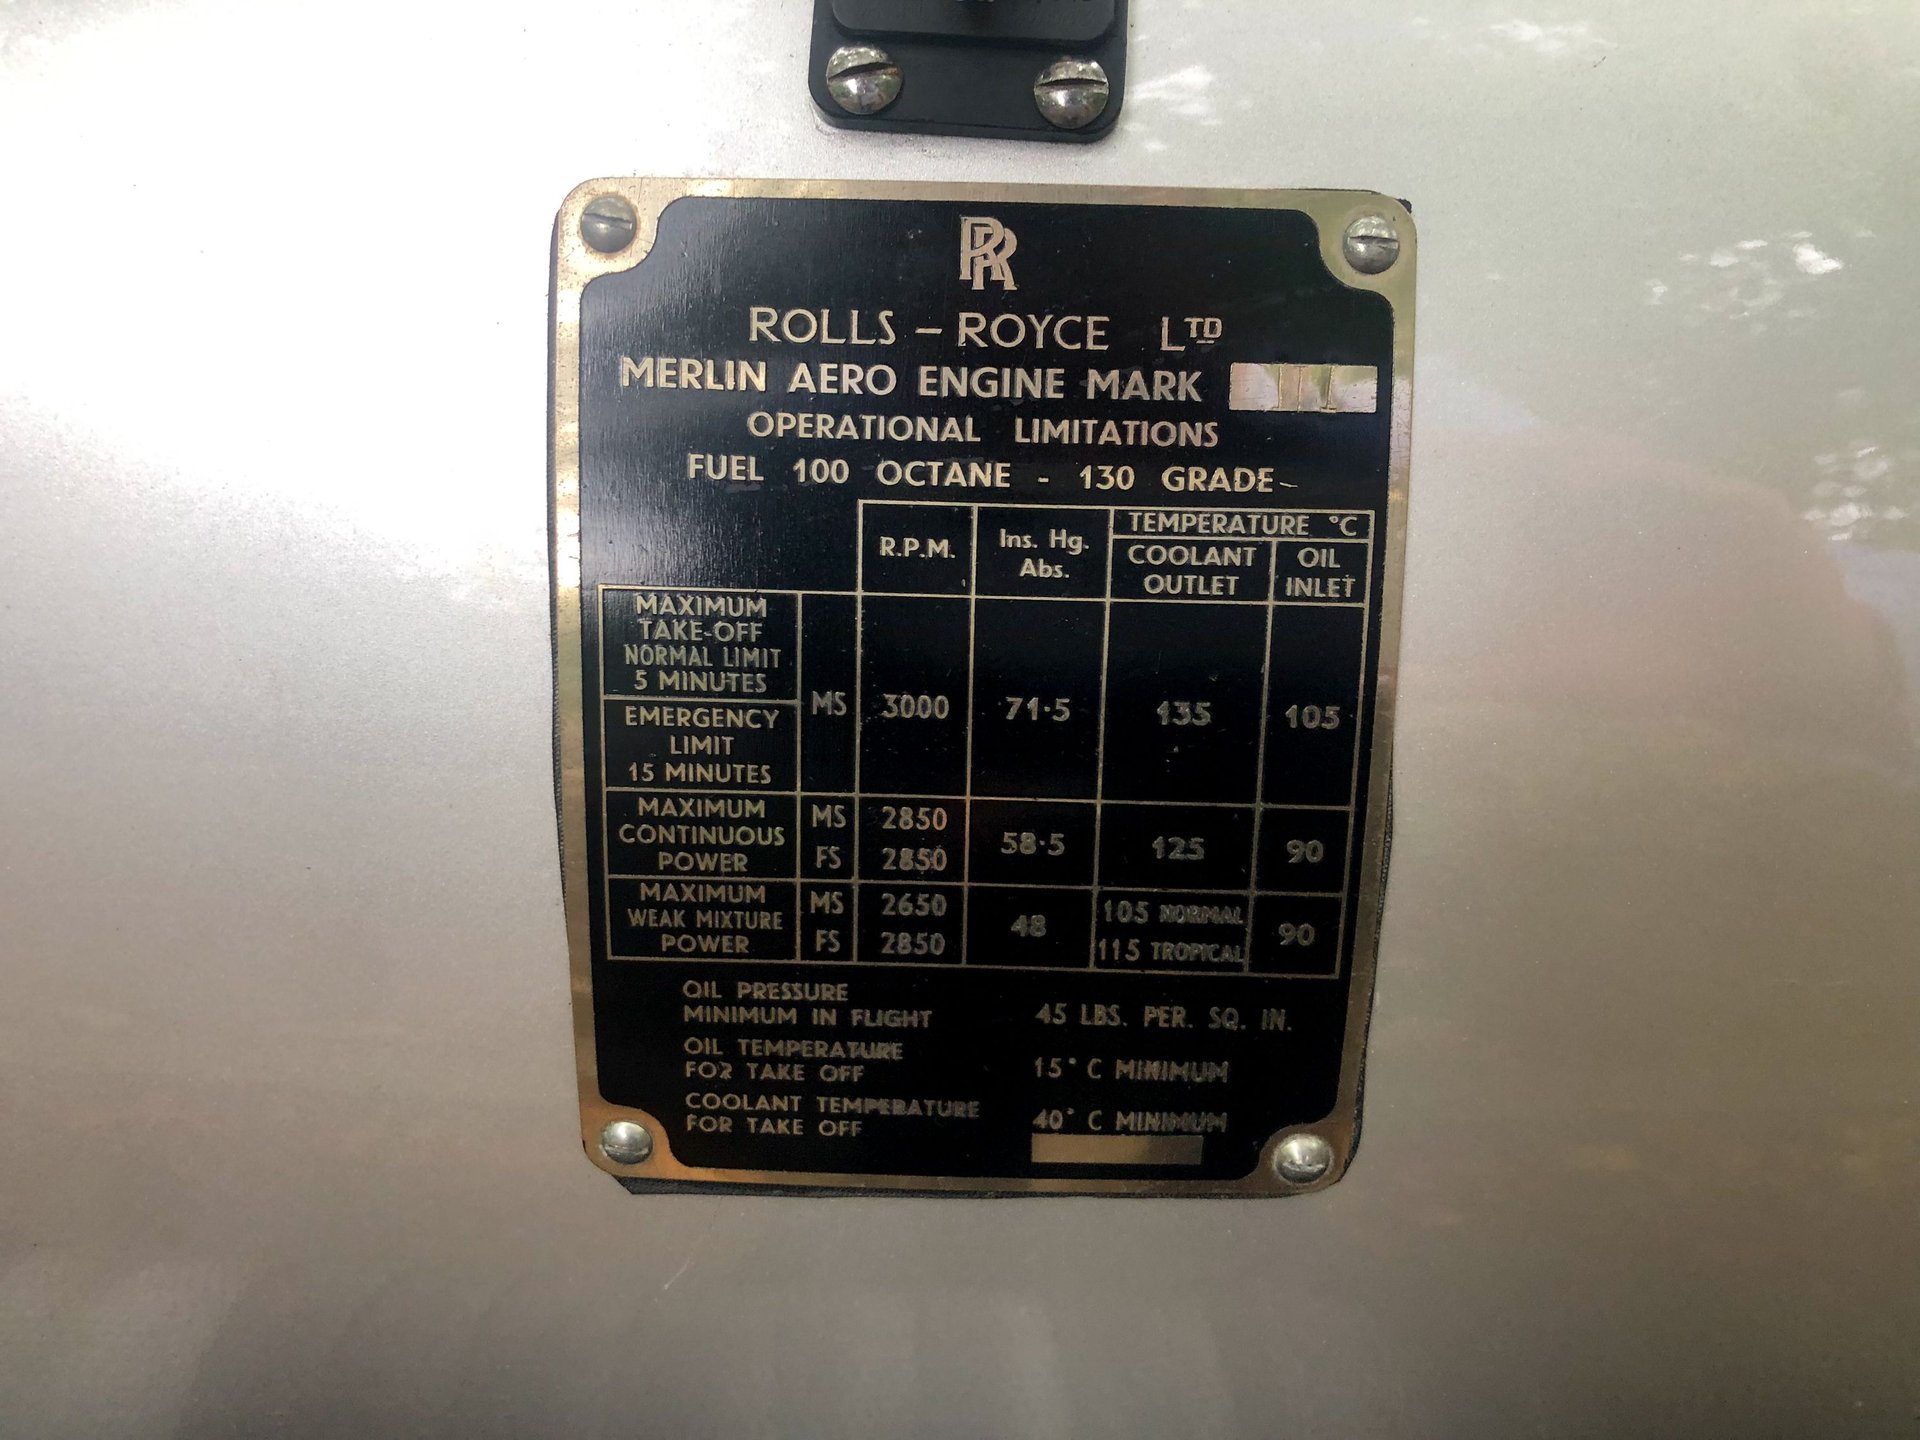 RR
ROLLS – ROYCE LTD
MERLIN AERO ENGINE MARK III
OPERATIONAL LIMITATIONS
FUEL 100 OCTANE - 130 GRADE
R.P.M.
Ins. Hg.
Abs.
TEMPERATURE °C
COOLANT
OUTLET
OIL
INLET
MAXIMUM
TAKE-OFF
NORMAL LIMIT
5 MINUTES
EMERGENCY
LIMIT
15 MINUTES
MS 3000 71·5 135 105
MAXIMUM
CONTINUOUS
POWER
MS 2850
FS 2850
58·5 125 90
MAXIMUM
WEAK MIXTURE
POWER
MS 2650
FS 2850
48
105 NORMAL
115 TROPICAL
90
OIL PRESSURE
MINIMUM IN FLIGHT 45 LBS. PER. SQ. IN.
OIL TEMPERATURE
FOR TAKE OFF 15° C MINIMUM
COOLANT TEMPERATURE
FOR TAKE OFF 40° C MINIMUM